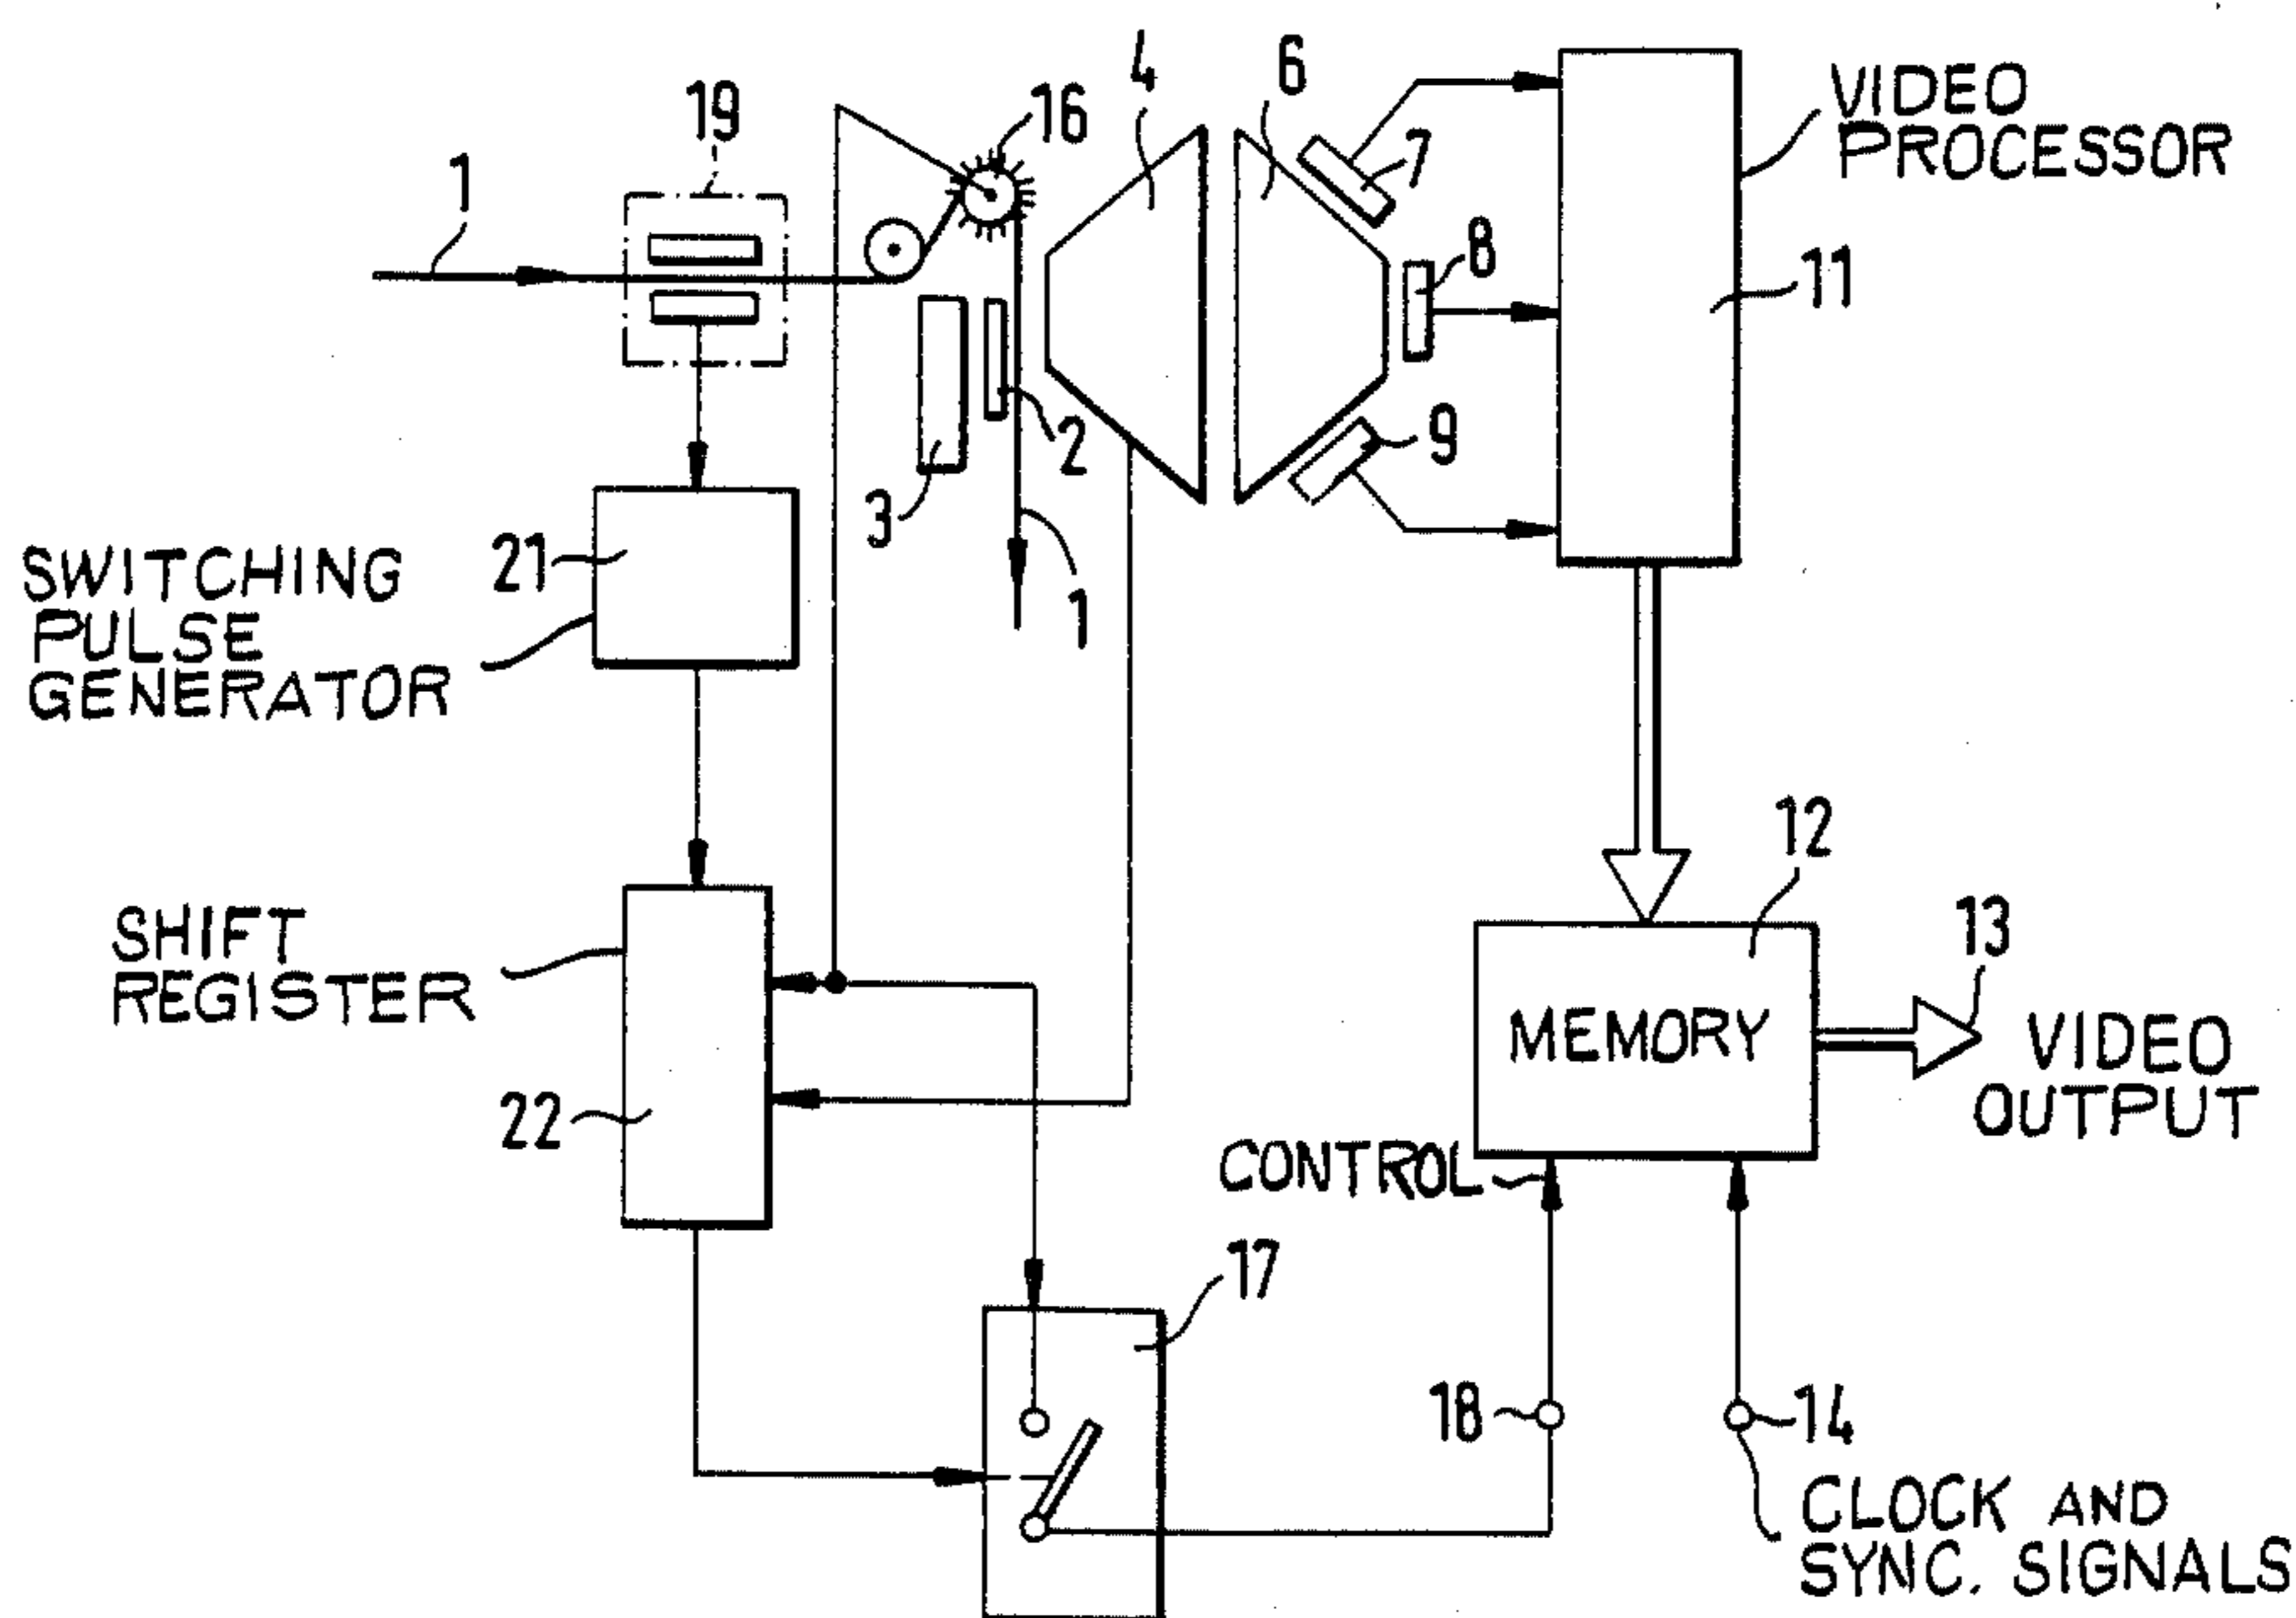 19
16
4
6
VIDEO
PROCESSOR
1
7
8
11
2
9
3
1
21
SWITCHING
PULSE
GENERATOR
12
13
SHIFT
REGISTER
MEMORY
VIDEO
OUTPUT
22
CONTROL
17
18
14
CLOCK AND
SYNC. SIGNALS